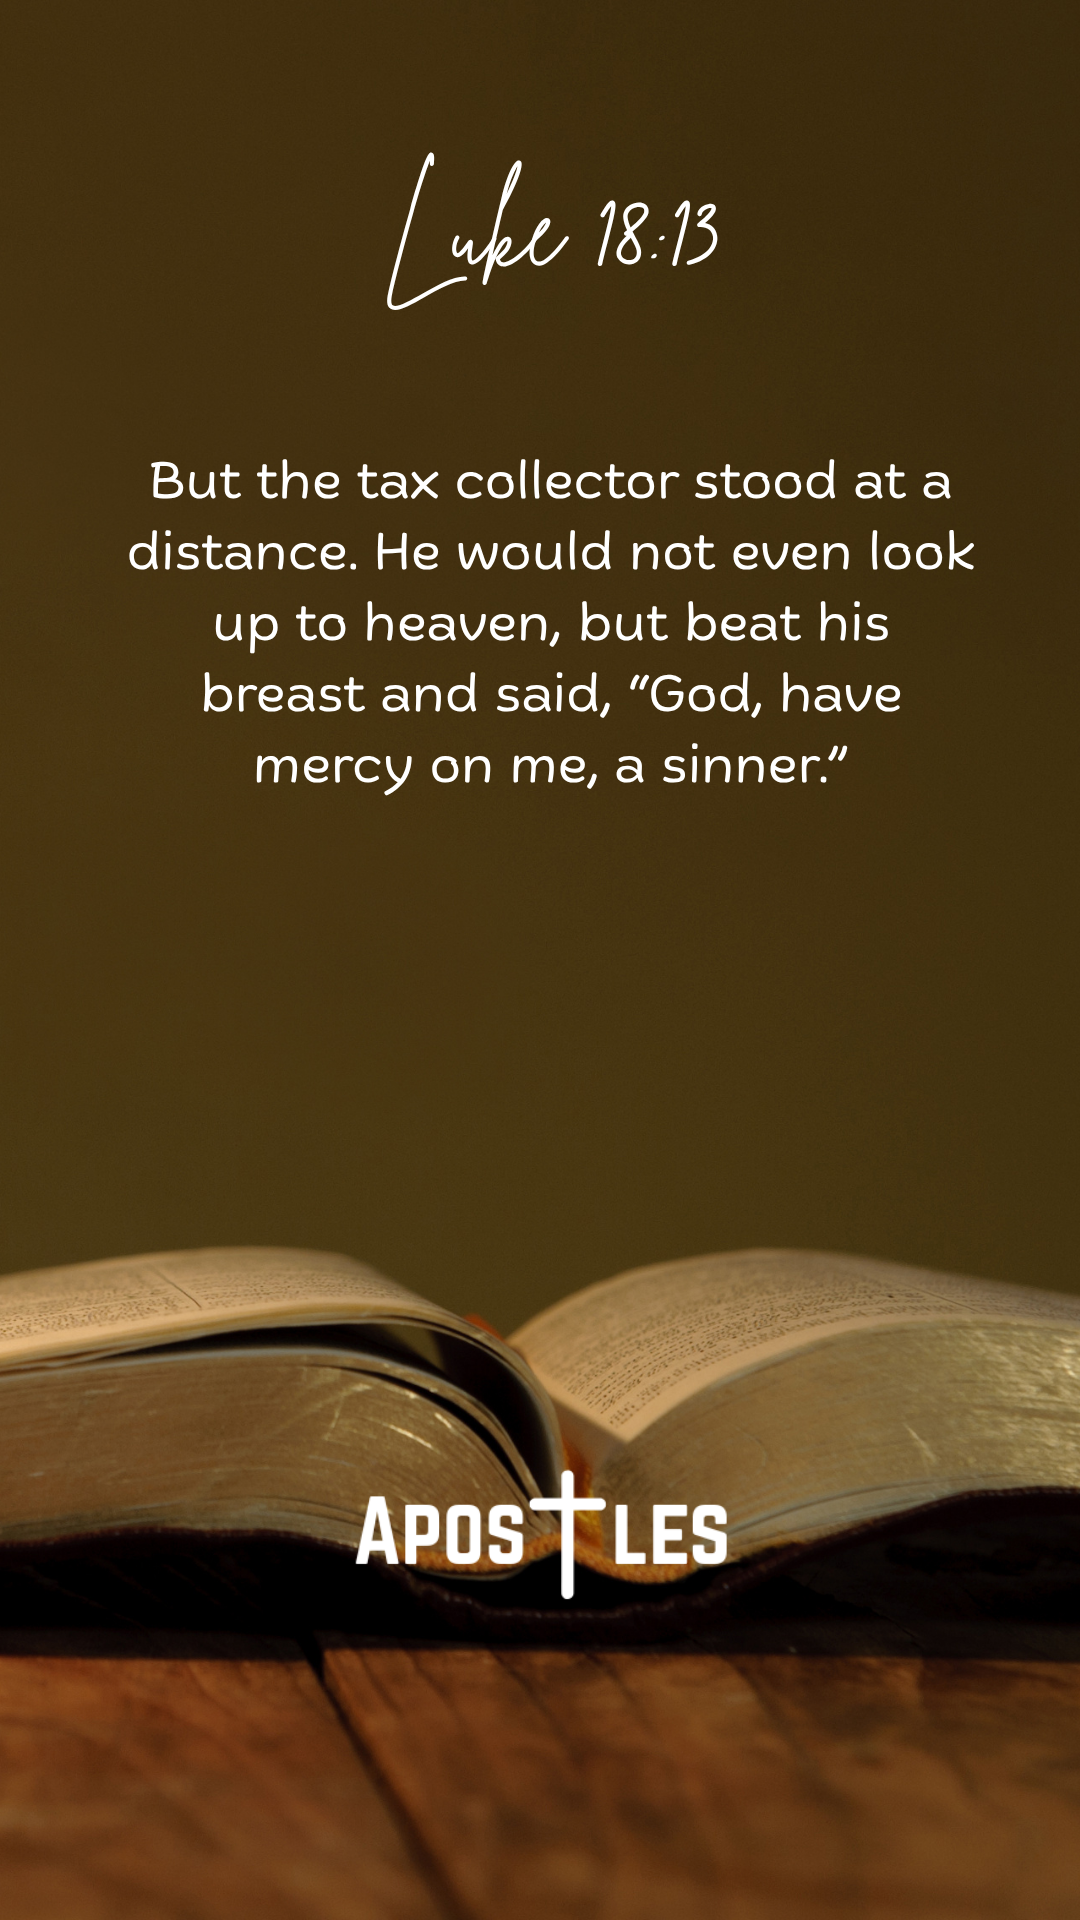 Luke 18:13
But the tax collector stood at a
distance. He would not even look
up to heaven, but beat his
breast and said, “God, have
mercy on me, a sinner.”
APOSTLES